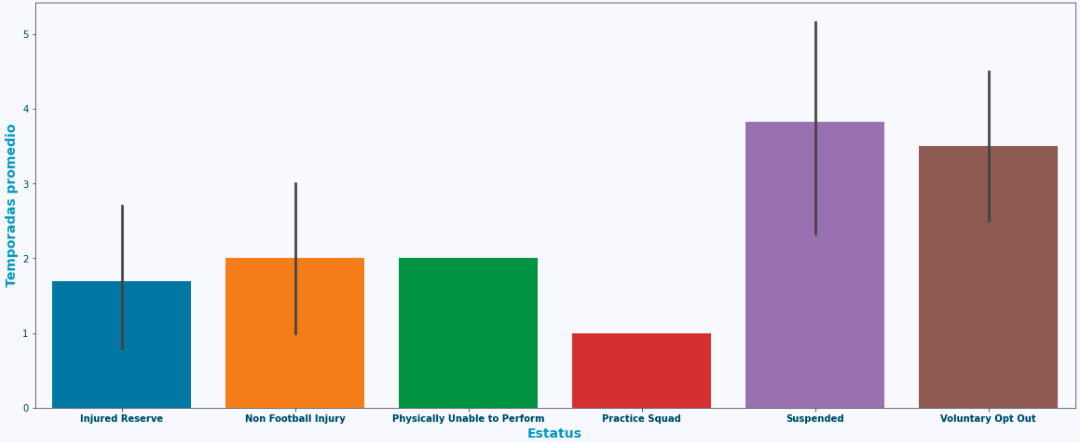 Temporadas promedio
5
4
3
2
1
0
Injured Reserve
Non Football Injury
Physically Unable to Perform
Practice Squad
Suspended
Voluntary Opt Out
Estatus